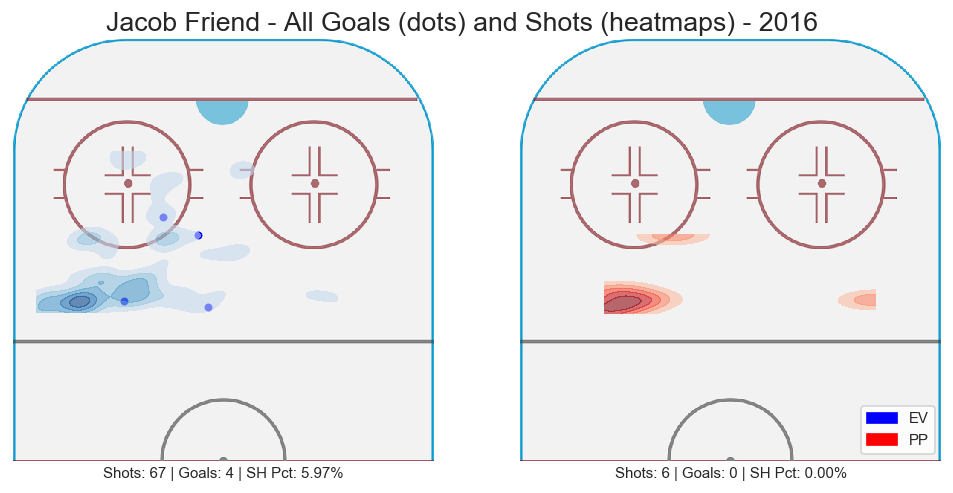 Jacob Friend - All Goals (dots) and Shots (heatmaps) - 2016
EV
PP
Shots: 67 | Goals: 4 | SH Pct: 5.97%
Shots: 6 | Goals: 0 | SH Pct: 0.00%